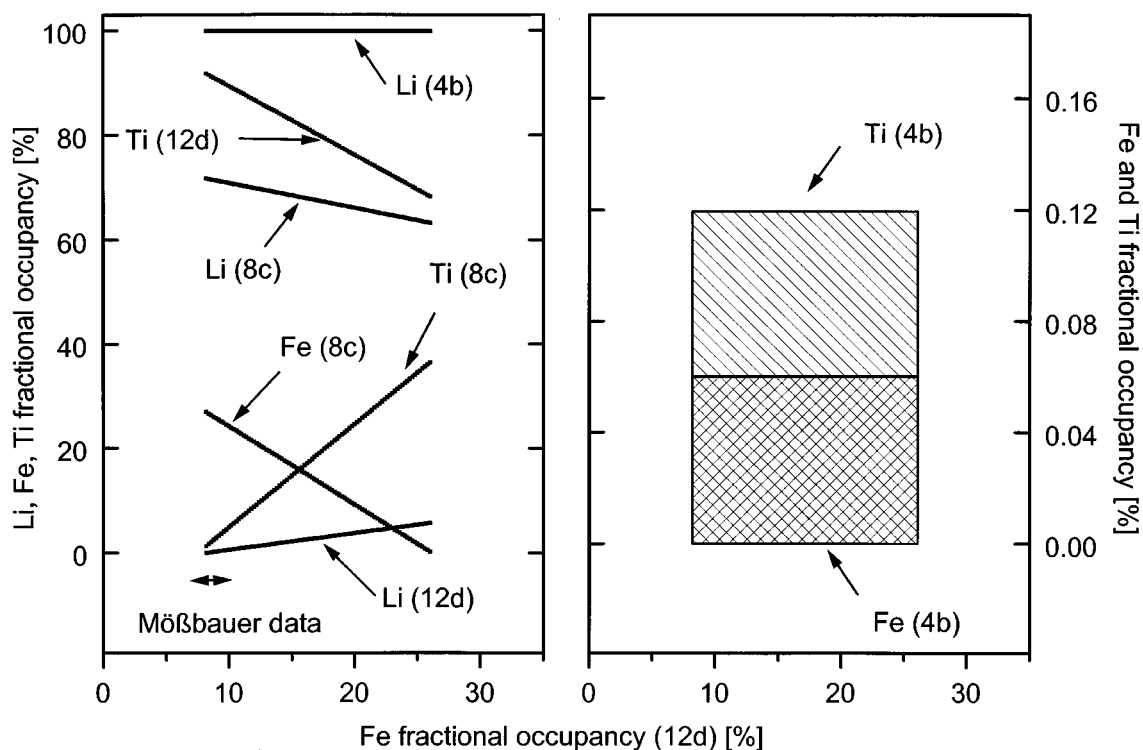 Li, Fe, Ti fractional occupancy [%]
100
80
60
40
20
0
Li (4b)
Ti (12d)
Li (8c)
Ti (8c)
Fe (8c)
Li (12d)
Mößbauer data
0
10
20
30
Ti (4b)
Fe (4b)
0
10
20
30
0.16
0.12
0.08
0.04
0.00
Fe and Ti fractional occupancy [%]
Fe fractional occupancy (12d) [%]